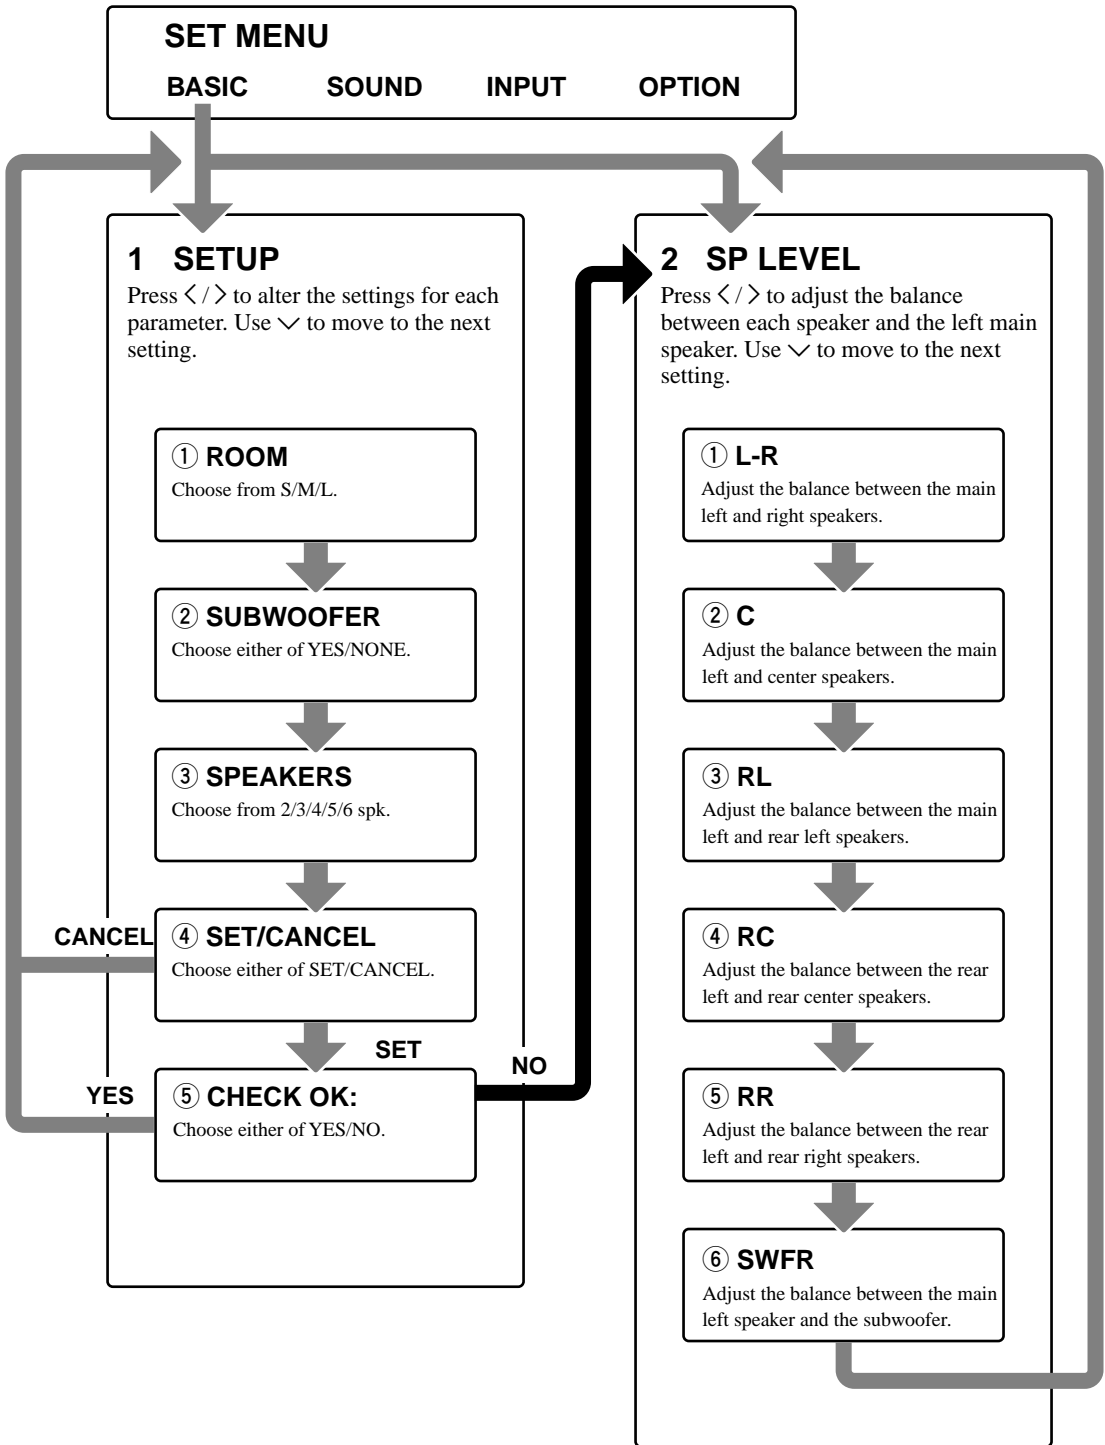 SET MENU
BASIC SOUND INPUT OPTION
1 SETUP
Press < / > to alter the settings for each
parameter. Use ∨ to move to the next
setting.
① ROOM
Choose from S/M/L.
② SUBWOOFER
Choose either of YES/NONE.
③ SPEAKERS
Choose from 2/3/4/5/6 spk.
CANCEL
④ SET/CANCEL
Choose either of SET/CANCEL.
SET
NO
YES
⑤ CHECK OK:
Choose either of YES/NO.
2 SP LEVEL
Press < / > to adjust the balance
between each speaker and the left main
speaker. Use ∨ to move to the next
setting.
① L-R
Adjust the balance between the main
left and right speakers.
② C
Adjust the balance between the main
left and center speakers.
③ RL
Adjust the balance between the main
left and rear left speakers.
④ RC
Adjust the balance between the rear
left and rear center speakers.
⑤ RR
Adjust the balance between the rear
left and rear right speakers.
⑥ SWFR
Adjust the balance between the main
left speaker and the subwoofer.